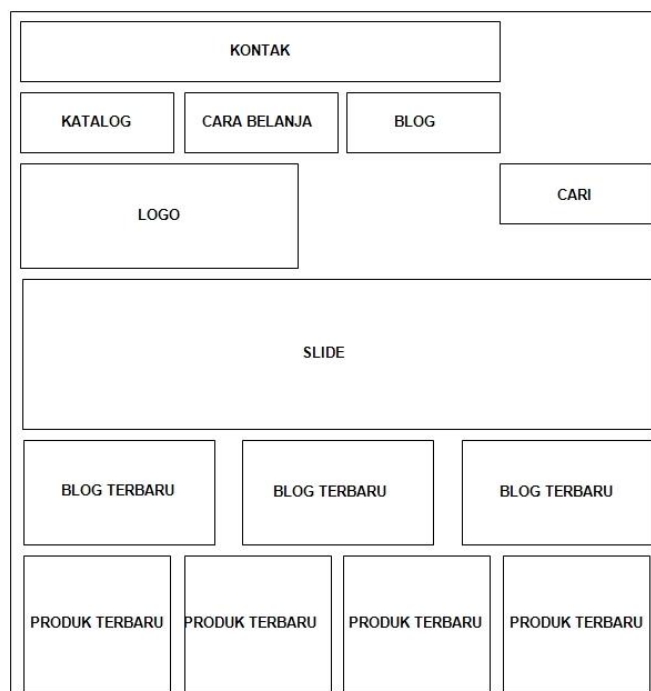 KONTAK
KATALOG
CARA BELANJA
BLOG
LOGO
CARI
SLIDE
BLOG TERBARU
BLOG TERBARU
BLOG TERBARU
PRODUK TERBARU
PRODUK TERBARU
PRODUK TERBARU
PRODUK TERBARU